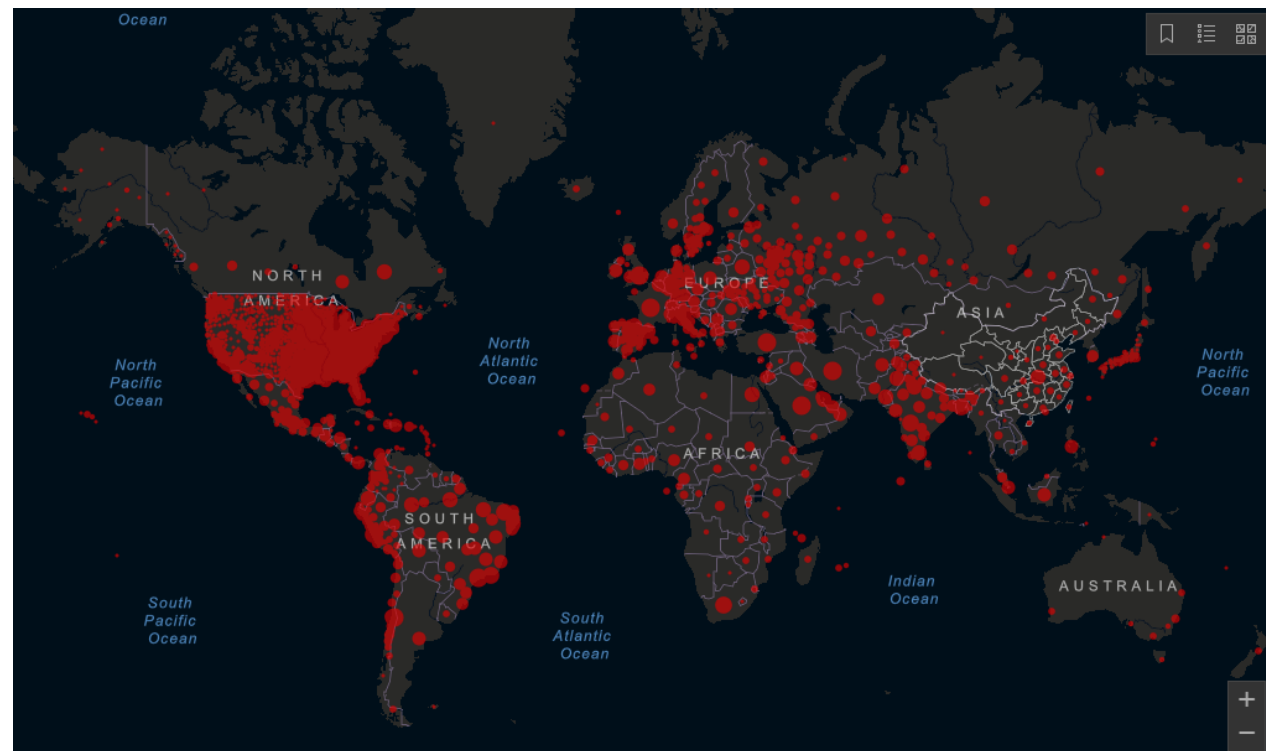 Ocean
NORTH
AMERICA
EUROPE
ASIA
North
Atlantic
Ocean
North
Pacific
Ocean
North
Pacific
Ocean
AFRICA
SOUTH
AMERICA
Indian
Ocean
AUSTRALIA
South
Pacific
Ocean
South
Atlantic
Ocean
+
−